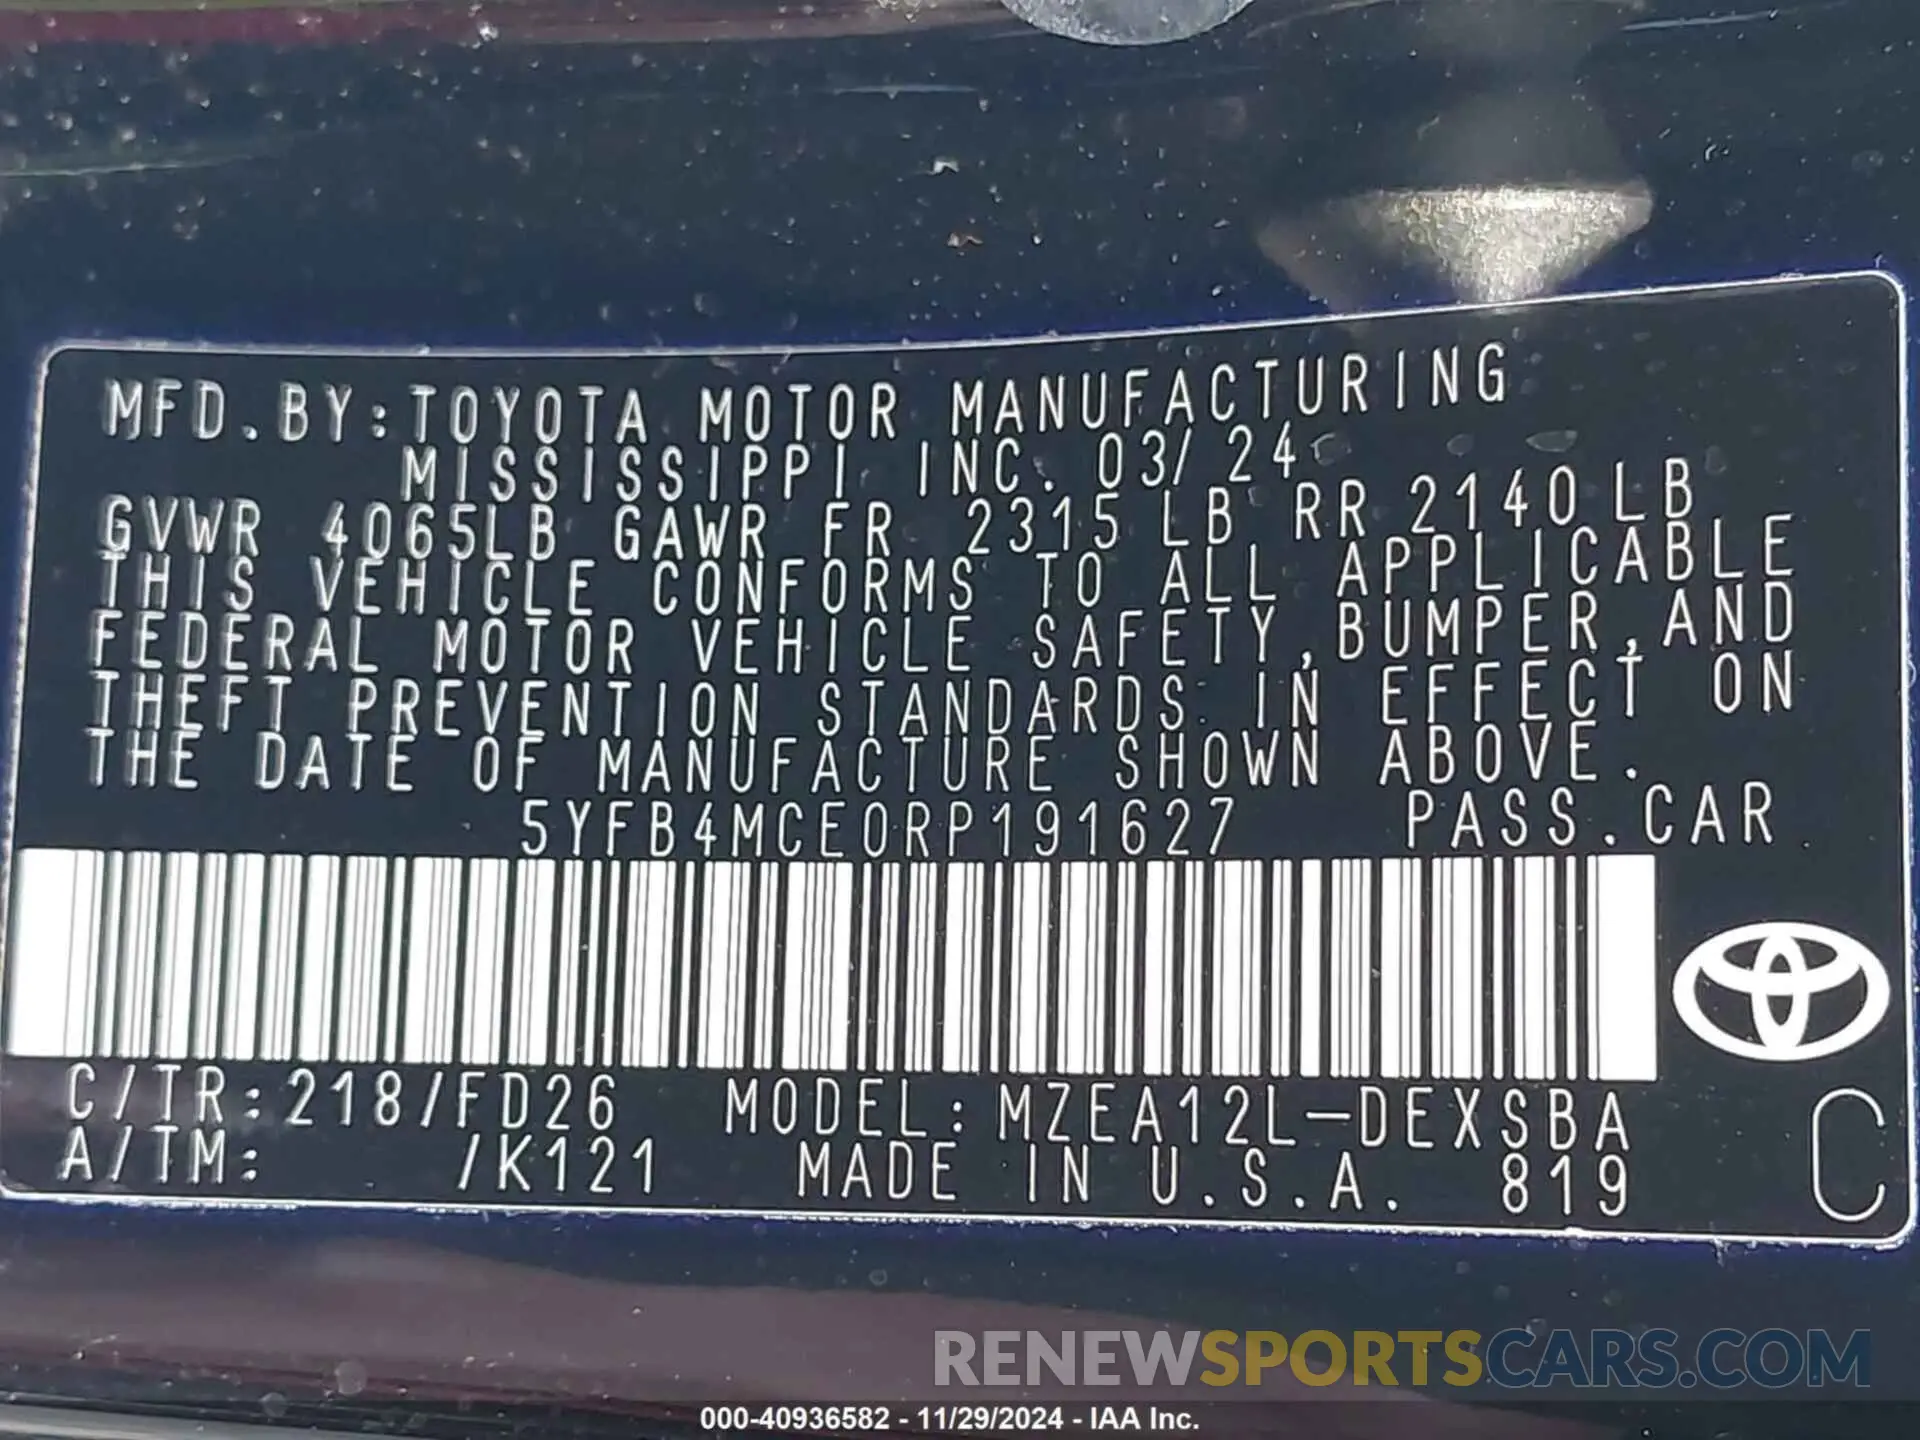 MFD.BY:TOYOTA MOTOR MANUFACTURING
MISSISSIPPI INC. 03/24
GVWR 4065LB GAWR FR 2315LB RR 2140LB
THIS VEHICLE CONFORMS TO ALL APPLICABLE
FEDERAL MOTOR VEHICLE SAFETY,BUMPER,AND
THEFT PREVENTION STANDARDS IN EFFECT ON
THE DATE OF MANUFACTURE SHOWN ABOVE.
5YFB4MCE0RP191627 PASS.CAR
C/TR:218/FD26 MODEL:MZEA12L-DEXSBA
A/TM: /K121 MADE IN U.S.A. 819 C
RENEWSPORTSCARS.COM
000-40936582 - 11/29/2024 - IAA Inc.